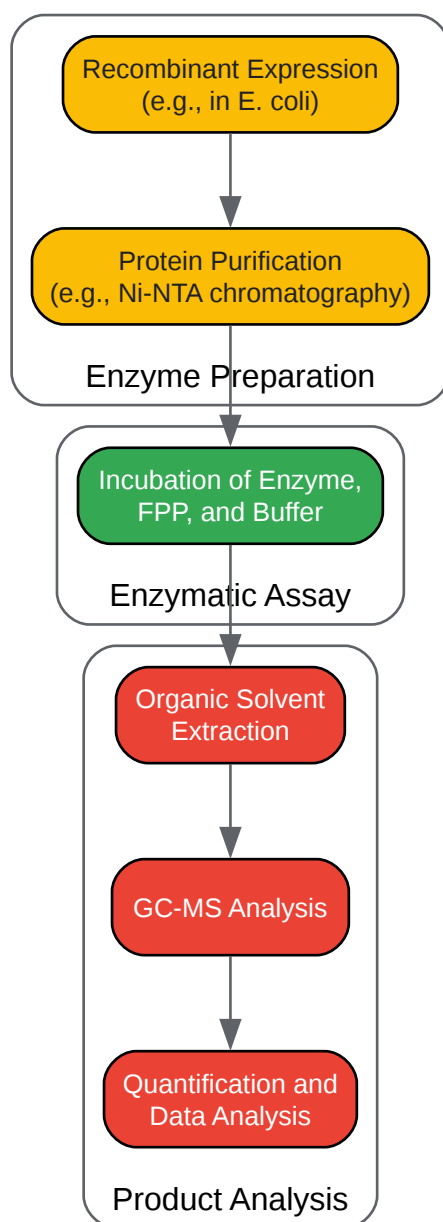 Recombinant Expression
(e.g., in E. coli)
Protein Purification
(e.g., Ni-NTA chromatography)
Enzyme Preparation
Incubation of Enzyme,
FPP, and Buffer
Enzymatic Assay
Organic Solvent
Extraction
GC-MS Analysis
Quantification and
Data Analysis
Product Analysis